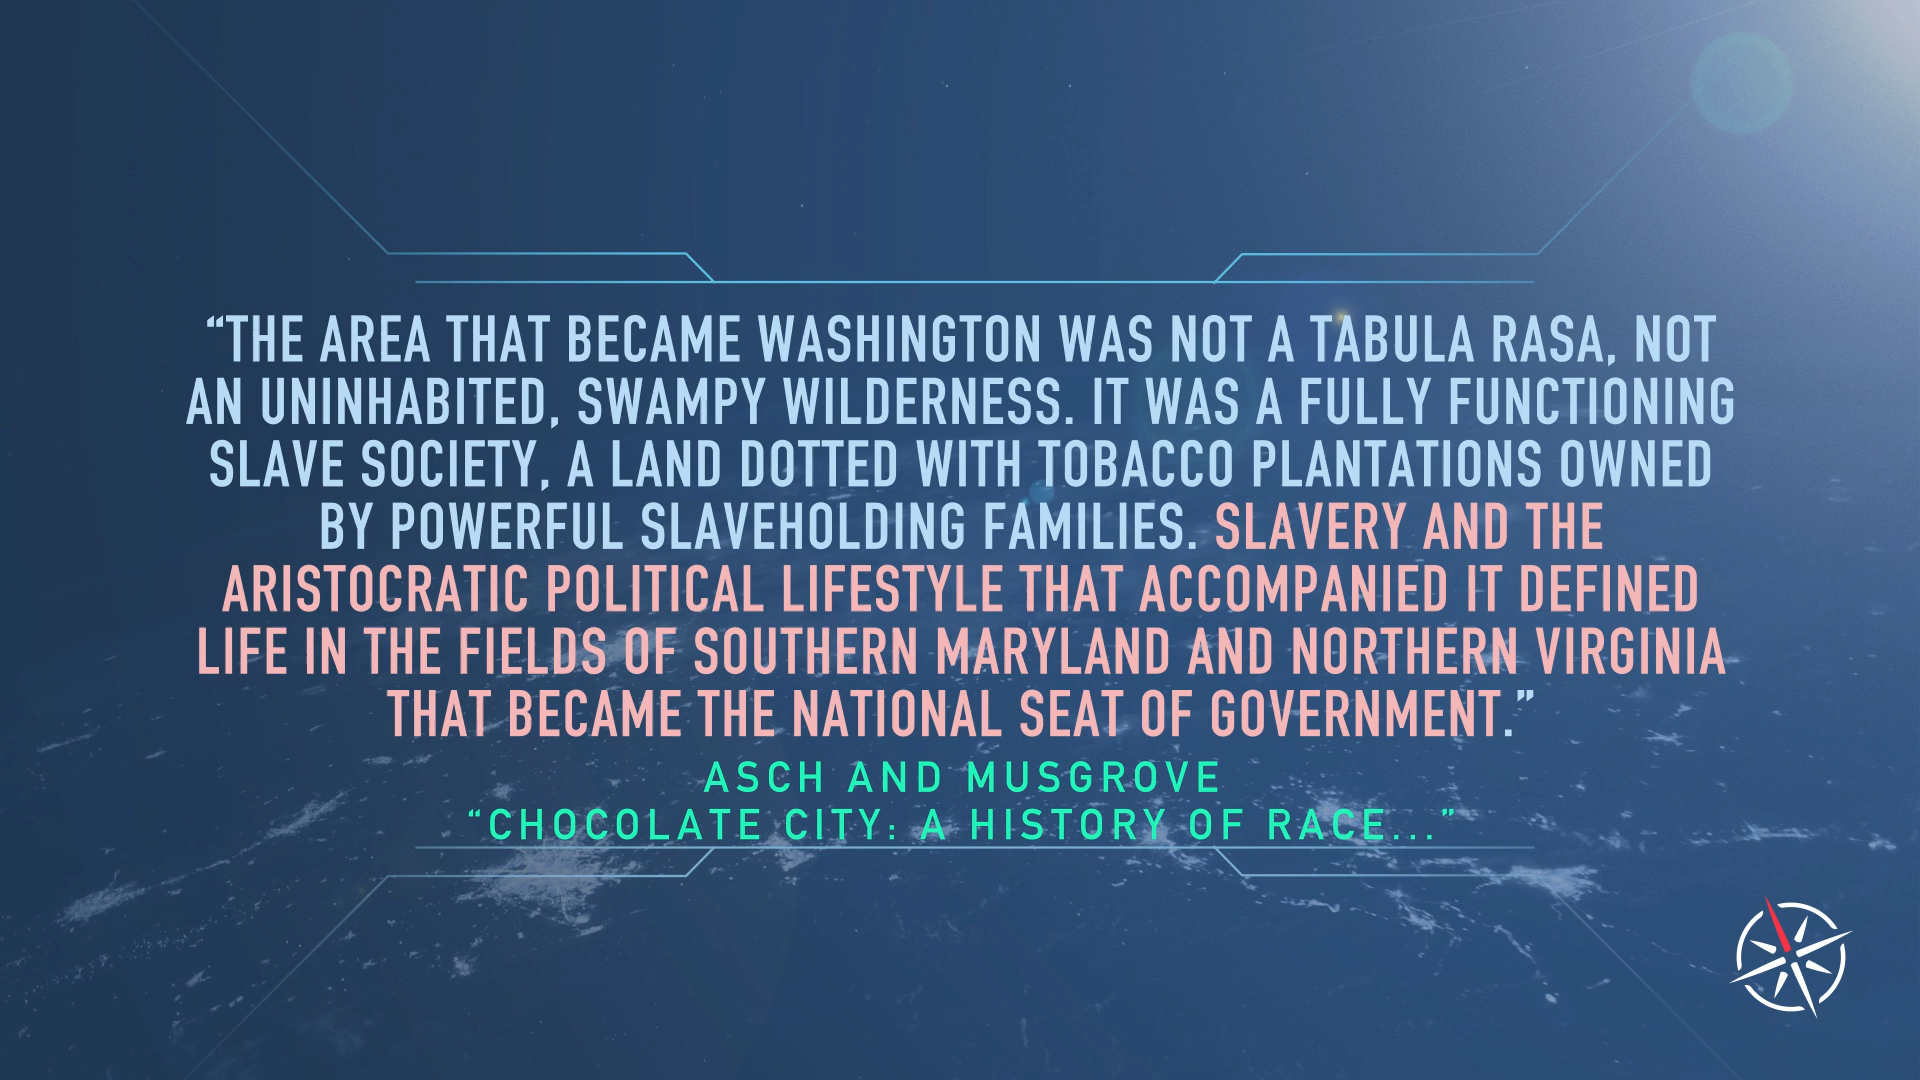 “THE AREA THAT BECAME WASHINGTON WAS NOT A TABULA RASA, NOT
AN UNINHABITED, SWAMPY WILDERNESS. IT WAS A FULLY FUNCTIONING
SLAVE SOCIETY, A LAND DOTTED WITH TOBACCO PLANTATIONS OWNED
BY POWERFUL SLAVEHOLDING FAMILIES. SLAVERY AND THE
ARISTOCRATIC POLITICAL LIFESTYLE THAT ACCOMPANIED IT DEFINED
LIFE IN THE FIELDS OF SOUTHERN MARYLAND AND NORTHERN VIRGINIA
THAT BECAME THE NATIONAL SEAT OF GOVERNMENT.”
ASCH AND MUSGROVE
“CHOCOLATE CITY: A HISTORY OF RACE...”